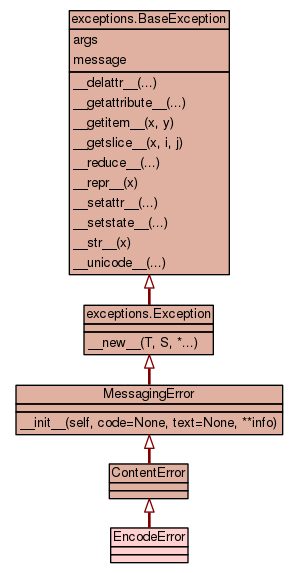 exceptions.BaseException
args
message
__delattr__(...)
__getattribute__(...)
__getitem__(x, y)
__getslice__(x, i, j)
__reduce__(...)
__repr__(x)
__setattr__(...)
__setstate__(...)
__str__(x)
__unicode__(...)
exceptions.Exception
__new__(T, S, *...)
MessagingError
__init__(self, code=None, text=None, **info)
ContentError
EncodeError